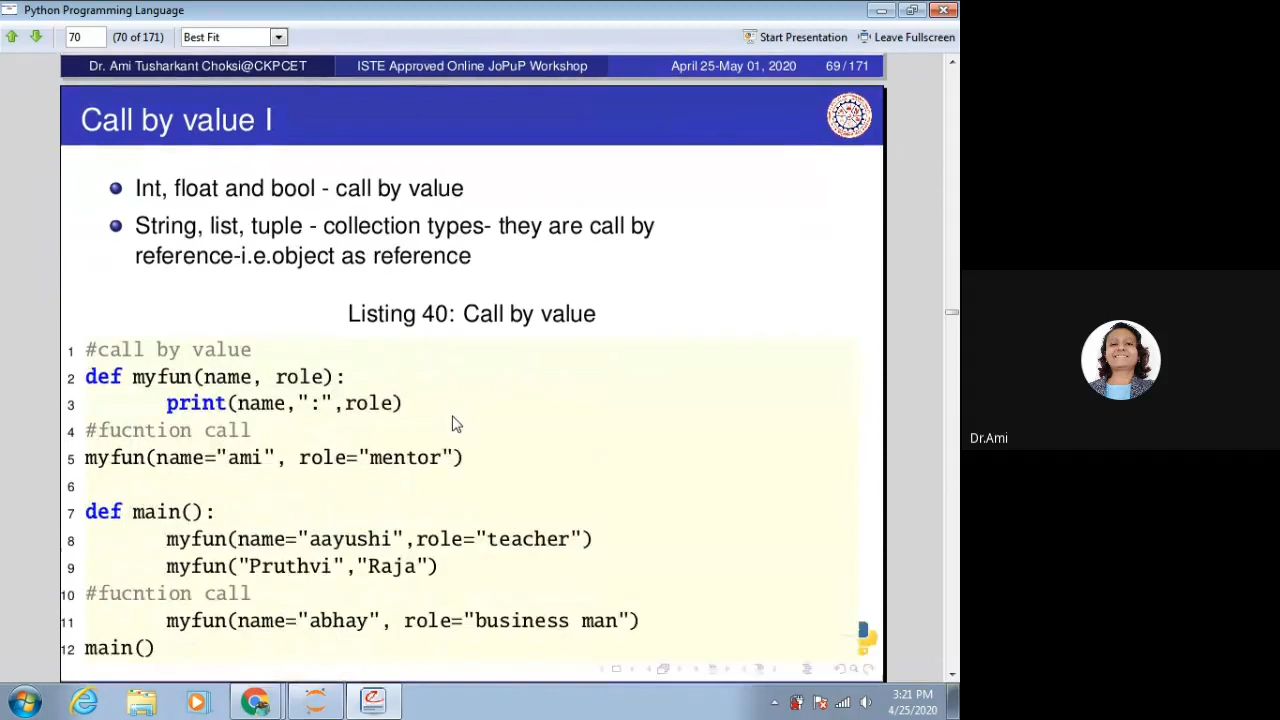 Python Programming Language
70 (70 of 171) Best Fit Start Presentation Leave Fullscreen
Dr. Ami Tusharkant Choksi@CKPCET ISTE Approved Online JoPuP Workshop April 25-May 01, 2020 69/171
Call by value I
Int, float and bool - call by value
String, list, tuple - collection types- they are call by
reference-i.e.object as reference
Listing 40: Call by value
1 #call by value
2 def myfun(name, role):
3 print(name,":",role)
4 #fucntion call
5 myfun(name="ami", role="mentor")
6
7 def main():
8 myfun(name="aayushi",role="teacher")
9 myfun("Pruthvi","Raja")
10 #fucntion call
11 myfun(name="abhay", role="business man")
12 main()
Dr.Ami
3:21 PM
4/25/2020